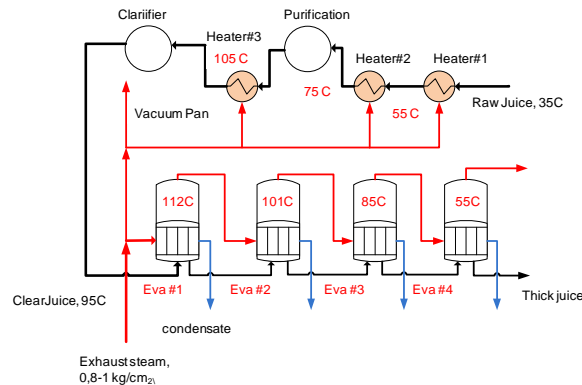 Clariifier
Purification
Heater#3
Heater#2
Heater#1
105 C
75 C
55 C
Raw Juice, 35C
Vacuum Pan
112C
101C
85C
55C
ClearJuice, 95C
Eva #1
Eva #2
Eva #3
Eva #4
Thick juice
condensate
Exhaust steam,
0,8-1 kg/cm2\